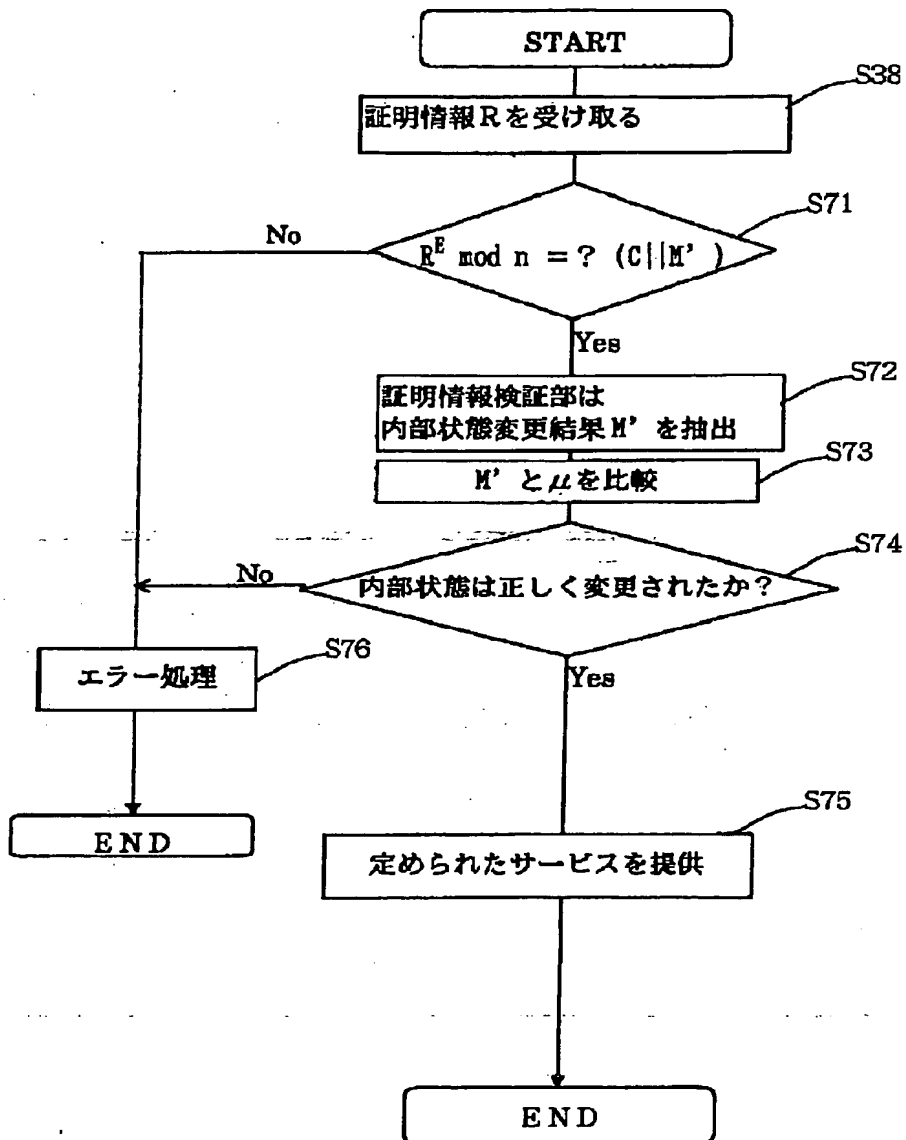 START
S38
証明情報Rを受け取る
S71
No
R^E mod n = ? (C||M')
Yes
S72
証明情報検証部は
内部状態変更結果M'を抽出
S73
M'とμを比較
S74
No
内部状態は正しく変更されたか?
S76
エラー処理
Yes
S75
END
定められたサービスを提供
END